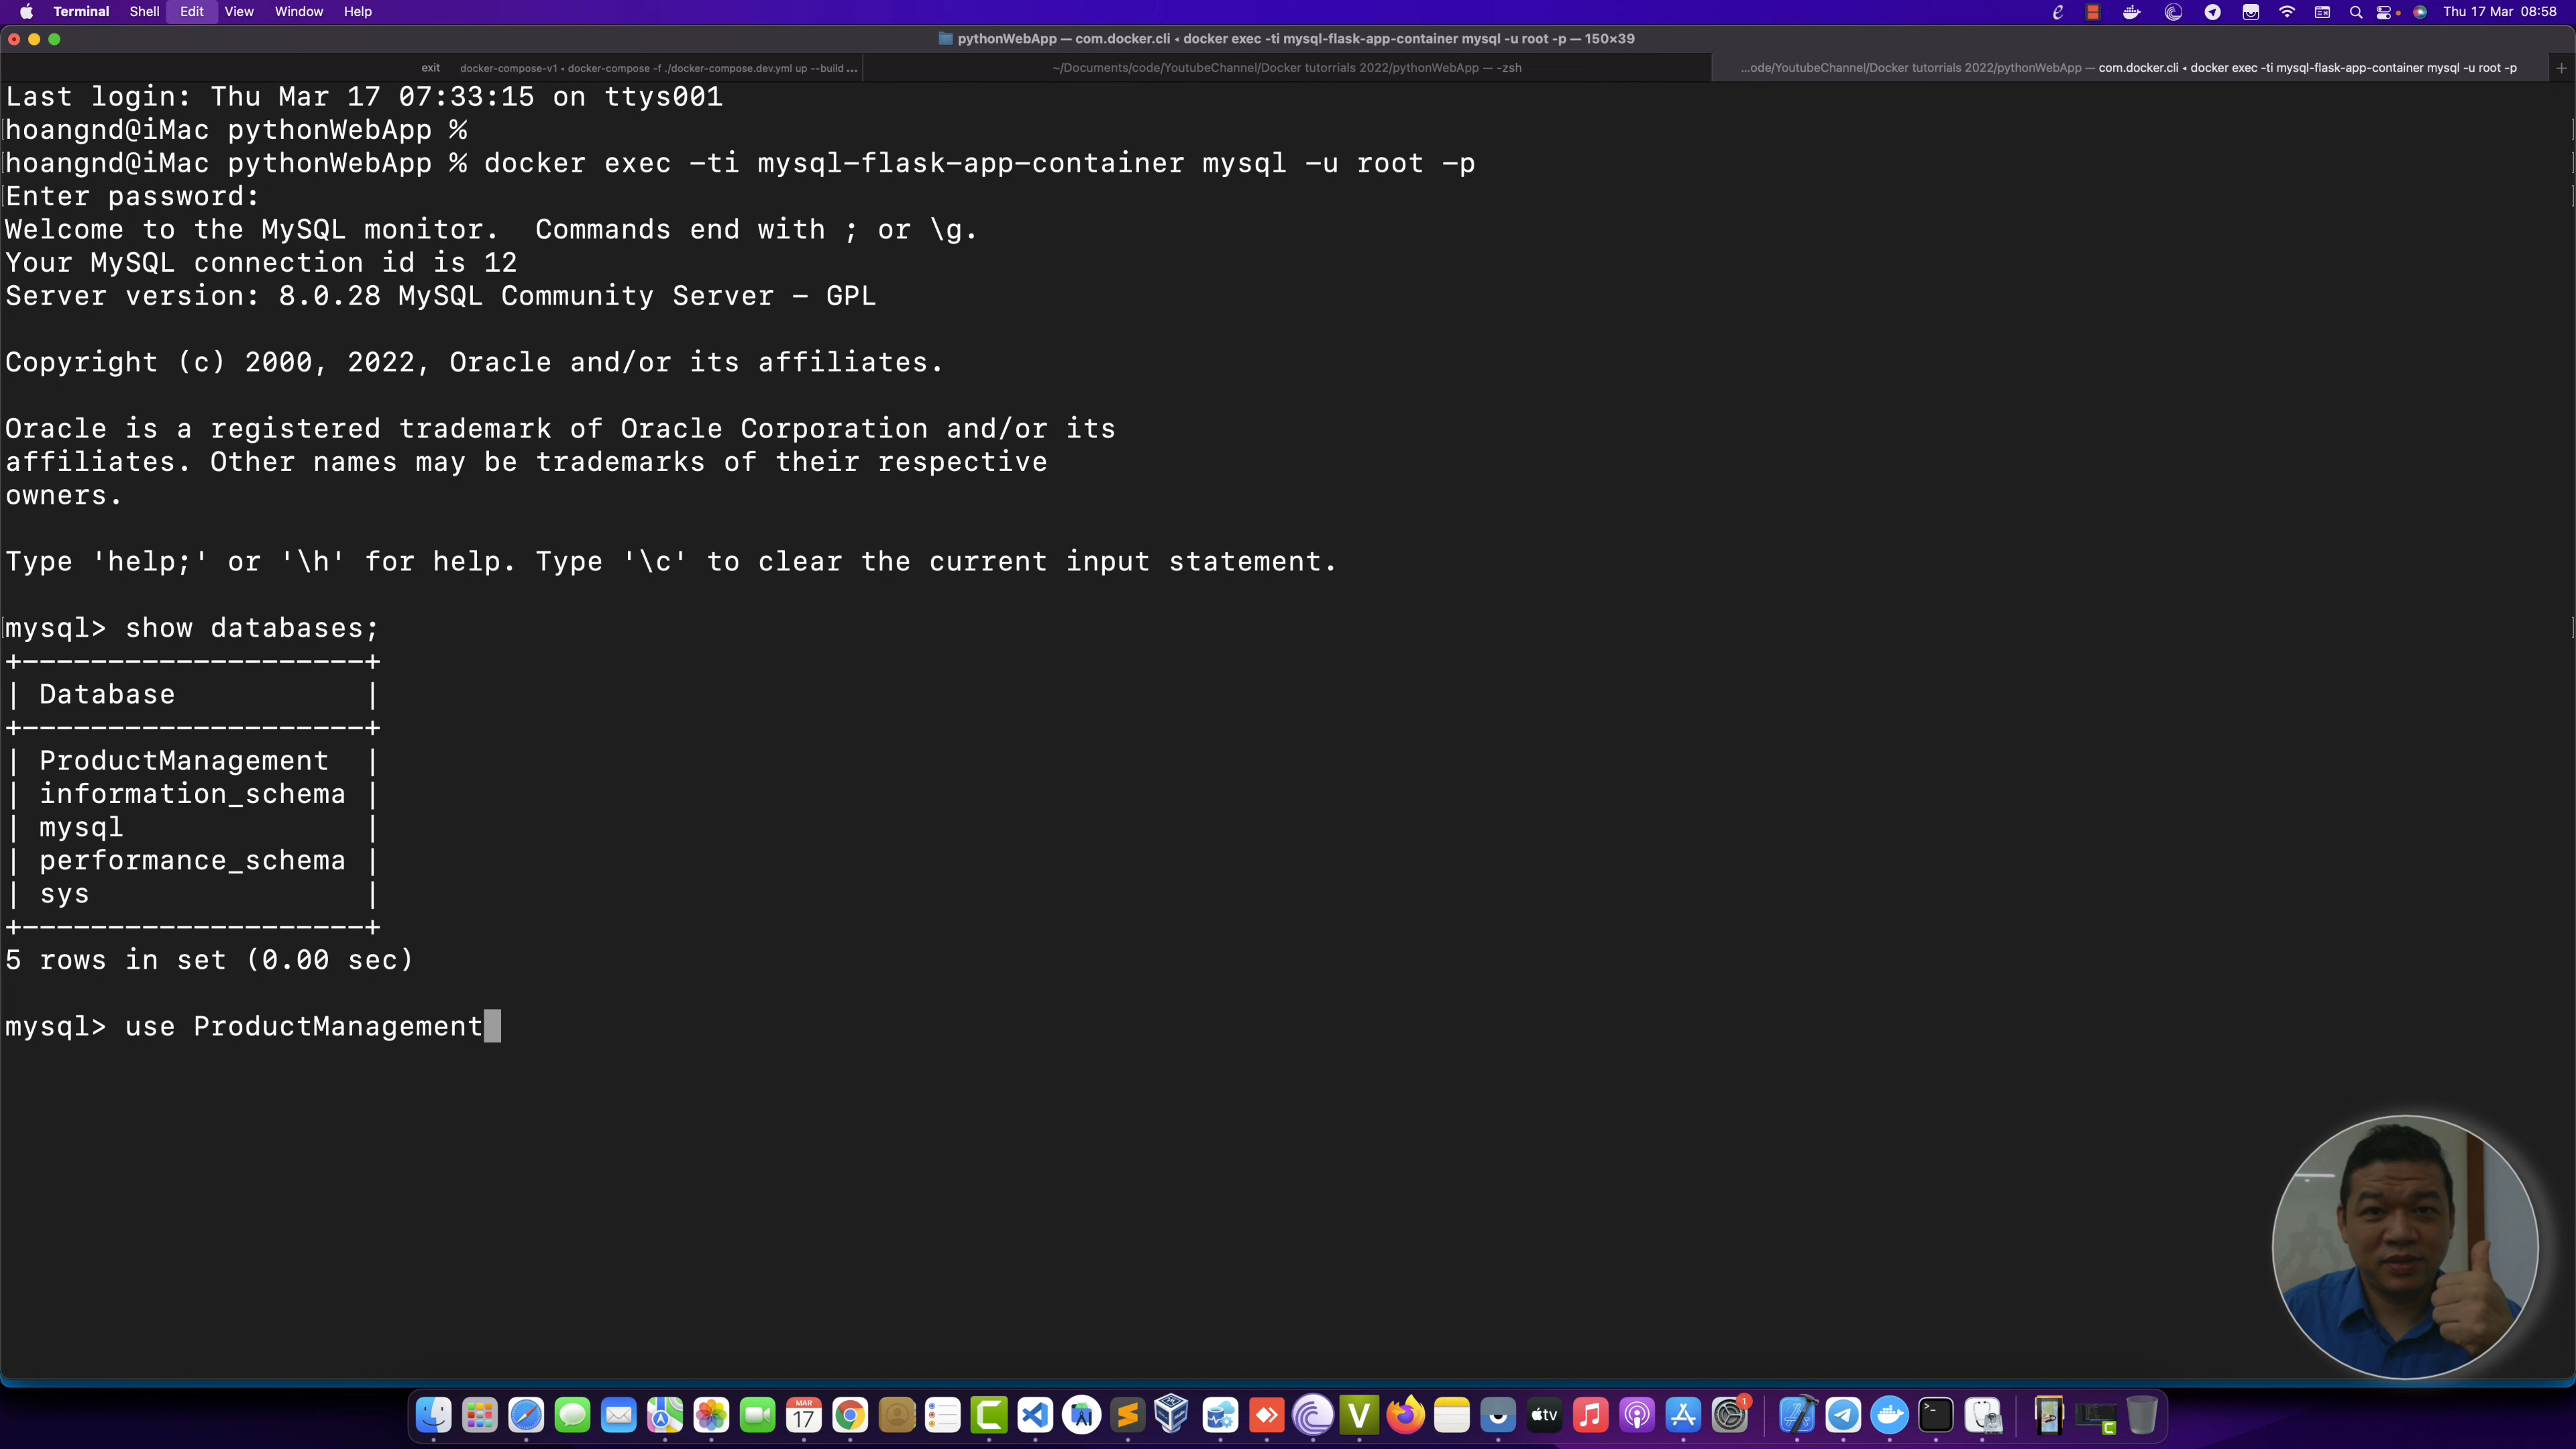 Terminal Shell Edit View Window Help Thu 17 Mar 08:58
pythonWebApp — com.docker.cli ◂ docker exec -ti mysql-flask-app-container mysql -u root -p — 150×39
exit docker-compose-v1 • docker-compose -f ./docker-compose.dev.yml up --build ... ~/Documents/code/YoutubeChannel/Docker tutorrials 2022/pythonWebApp — -zsh ...ode/YoutubeChannel/Docker tutorrials 2022/pythonWebApp — com.docker.cli ◂ docker exec -ti mysql-flask-app-container mysql -u root -p +
Last login: Thu Mar 17 07:33:15 on ttys001
hoangnd@iMac pythonWebApp %
hoangnd@iMac pythonWebApp % docker exec -ti mysql-flask-app-container mysql -u root -p
Enter password:
Welcome to the MySQL monitor.  Commands end with ; or \g.
Your MySQL connection id is 12
Server version: 8.0.28 MySQL Community Server - GPL
Copyright (c) 2000, 2022, Oracle and/or its affiliates.
Oracle is a registered trademark of Oracle Corporation and/or its
affiliates. Other names may be trademarks of their respective
owners.
Type 'help;' or '\h' for help. Type '\c' to clear the current input statement.
mysql> show databases;
+--------------------+
| Database           |
+--------------------+
| ProductManagement  |
| information_schema |
| mysql              |
| performance_schema |
| sys                |
+--------------------+
5 rows in set (0.00 sec)
mysql> use ProductManagement
MAR
17
tv
1